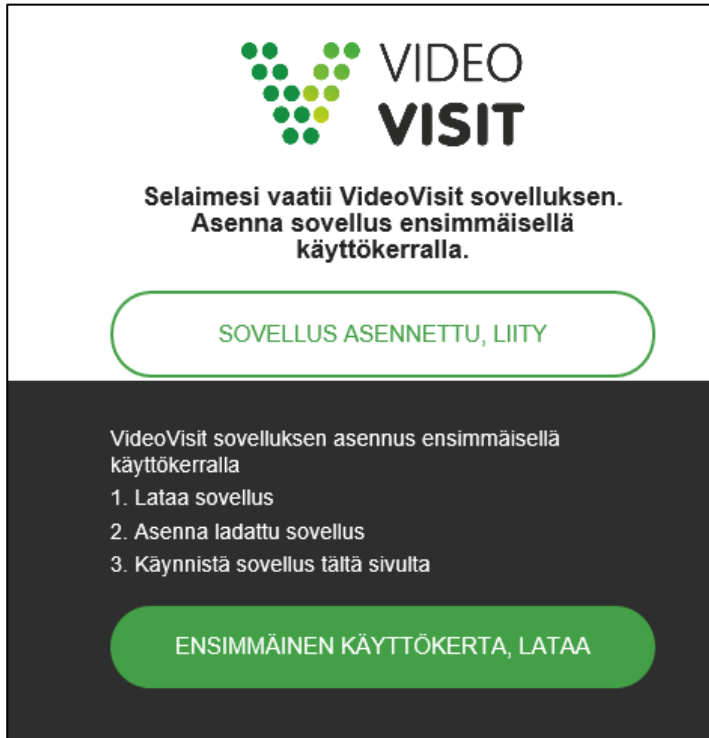 VIDEO
VISIT
Selaimesi vaatii VideoVisit sovelluksen.
Asenna sovellus ensimmäisellä
käyttökerralla.
SOVELLUS ASENNETTU, LIITY
VideoVisit sovelluksen asennus ensimmäisellä
käyttökerralla
1. Lataa sovellus
2. Asenna ladattu sovellus
3. Käynnistä sovellus tältä sivulta
ENSIMMÄINEN KÄYTTÖKERTA, LATAA